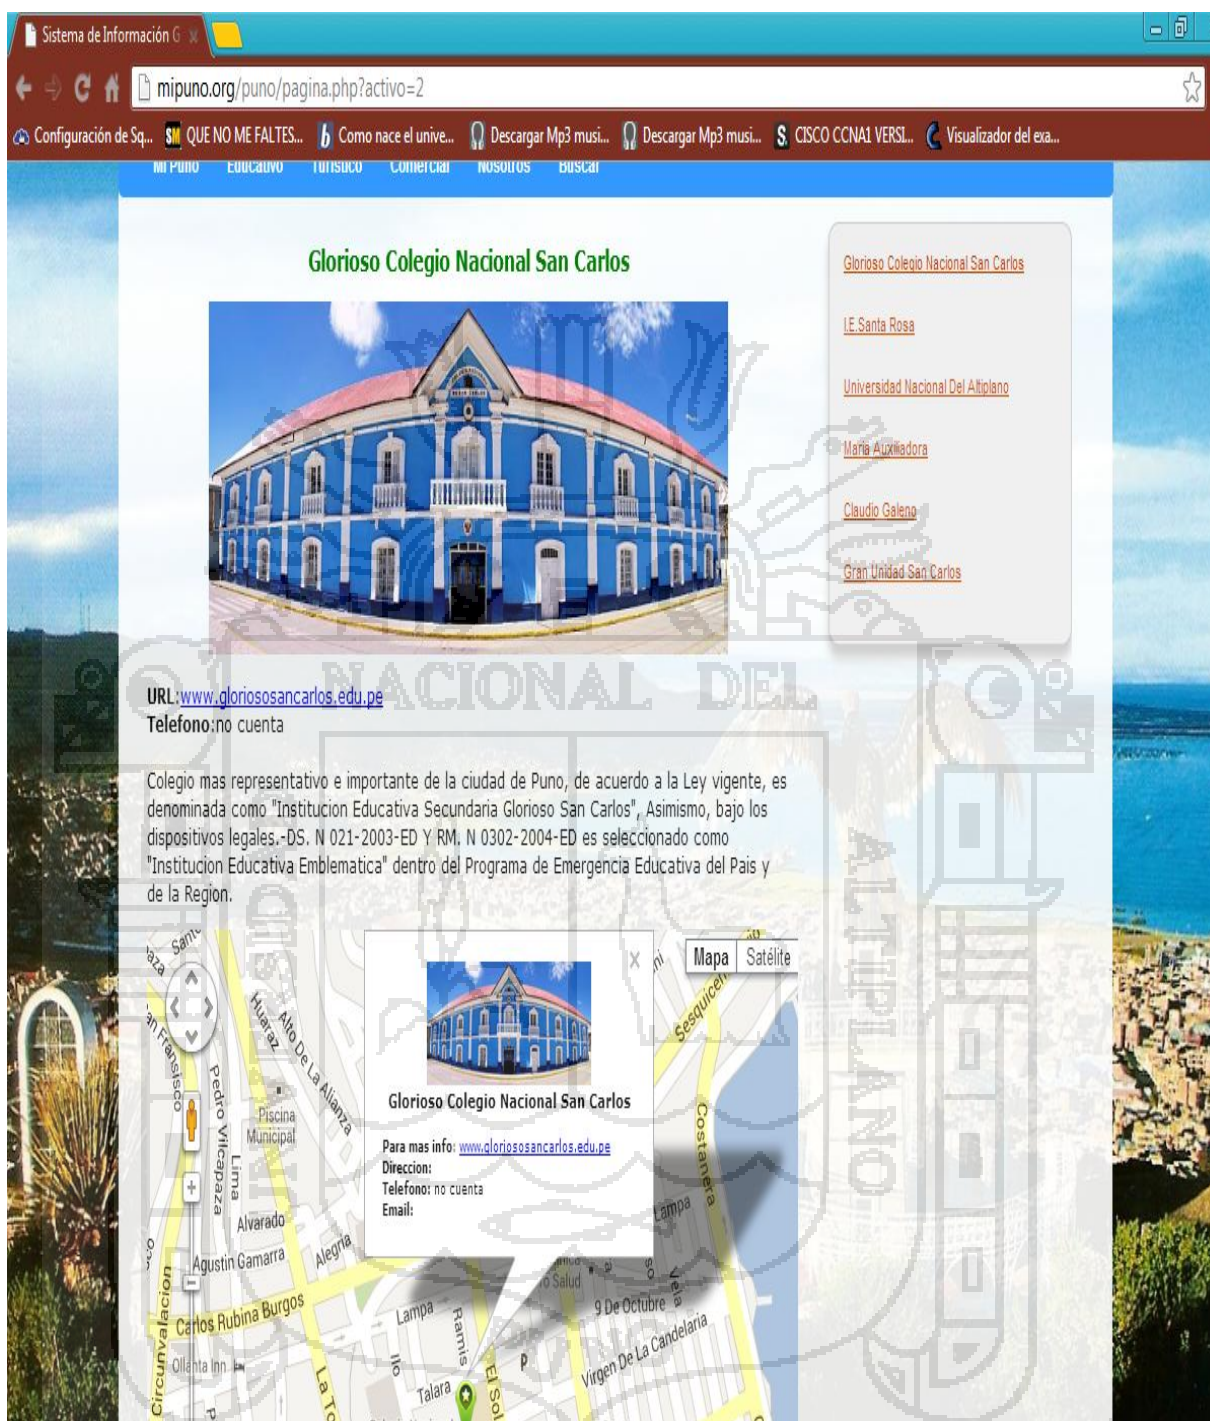 Sistema de Información G
mipuno.org/puno/pagina.php?activo=2
Configuración de Sq... QUE NO ME FALTES... Como nace el unive... Descargar Mp3 musi... Descargar Mp3 musi... CISCO CCNA1 VERSI... Visualizador del exa...
Mi Puno Educativo Turistico Comercial Nosotros Buscar
Glorioso Colegio Nacional San Carlos
Glorioso Colegio Nacional San Carlos
I.E.Santa Rosa
Universidad Nacional Del Altiplano
Maria Auxiliadora
Claudio Galeno
Gran Unidad San Carlos
NACIONAL DEL
ALTIPLANO
URL:www.gloriososancarlos.edu.pe
Telefono:no cuenta
Colegio mas representativo e importante de la ciudad de Puno, de acuerdo a la Ley vigente, es
denominada como "Institucion Educativa Secundaria Glorioso San Carlos", Asimismo, bajo los
dispositivos legales.-DS. N 021-2003-ED Y RM. N 0302-2004-ED es seleccionado como
"Institucion Educativa Emblematica" dentro del Programa de Emergencia Educativa del Pais y
de la Region.
Mapa Satélite
Glorioso Colegio Nacional San Carlos
Para mas info: www.gloriososancarlos.edu.pe
Direccion:
Telefono: no cuenta
Email:
Huaraz
Alto De La Alianza
Pedro Vilcapaza
Piscina
Municipal
Lima
Alvarado
Agustin Gamarra
Alegria
Carlos Rubina Burgos
Circunvalacion
Ollanta Inn
Lampa
Ramis
Ilo
Talara
El Sol
P
Costanera
Lampa
Vela
9 De Octubre
Virgen De La Candelaria